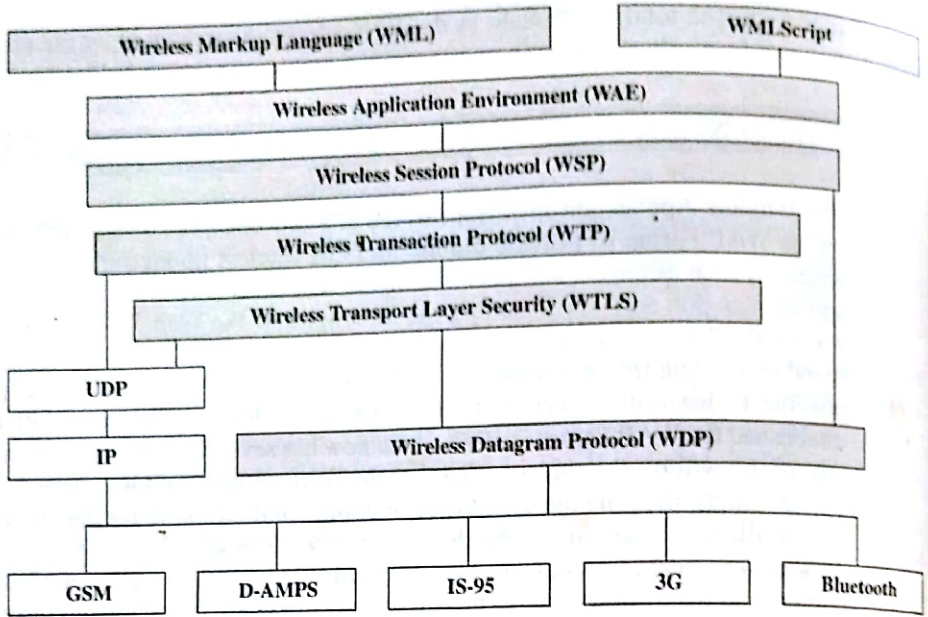 Wireless Markup Language (WML)
WMLScript
Wireless Application Environment (WAE)
Wireless Session Protocol (WSP)
Wireless Transaction Protocol (WTP)
Wireless Transport Layer Security (WTLS)
UDP
IP
Wireless Datagram Protocol (WDP)
GSM
D-AMPS
IS-95
3G
Bluetooth